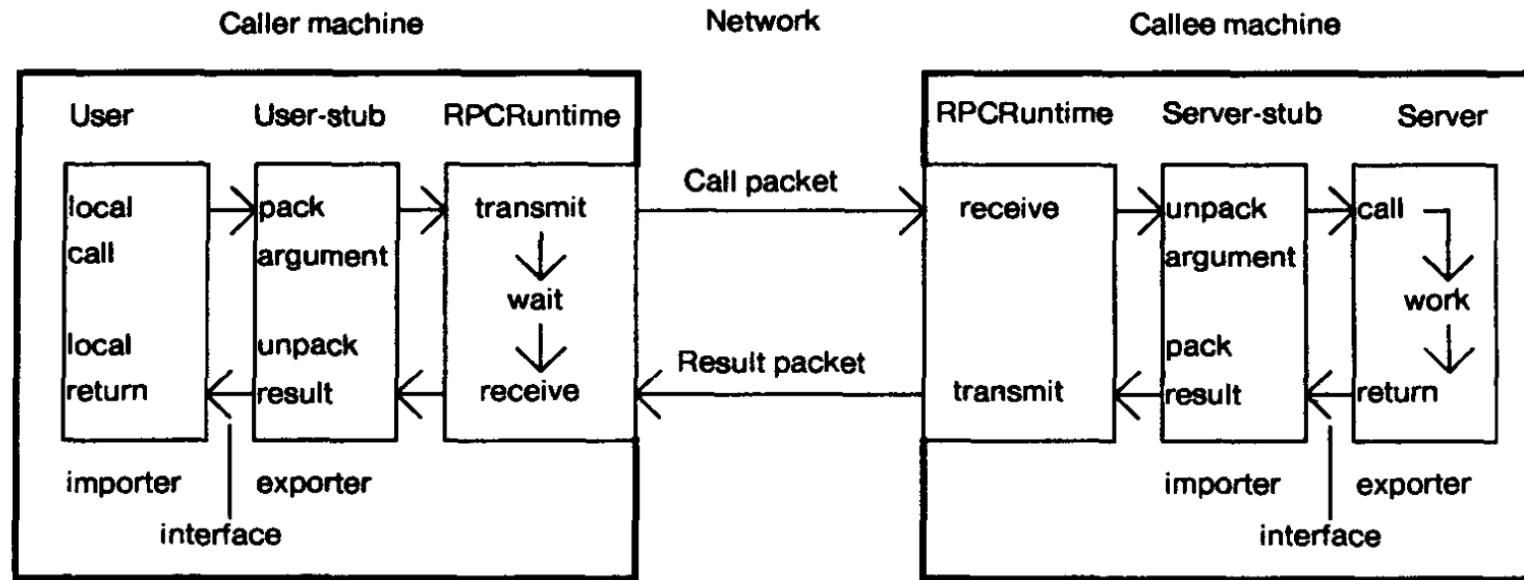 Caller machine
Network
Callee machine
User
User-stub
RPCRuntime
RPCRuntime
Server-stub
Server
Call packet
local
call
pack
argument
transmit
wait
receive
local
return
unpack
result
Result packet
receive
transmit
unpack
argument
pack
result
call
work
return
importer
exporter
interface
importer
exporter
interface